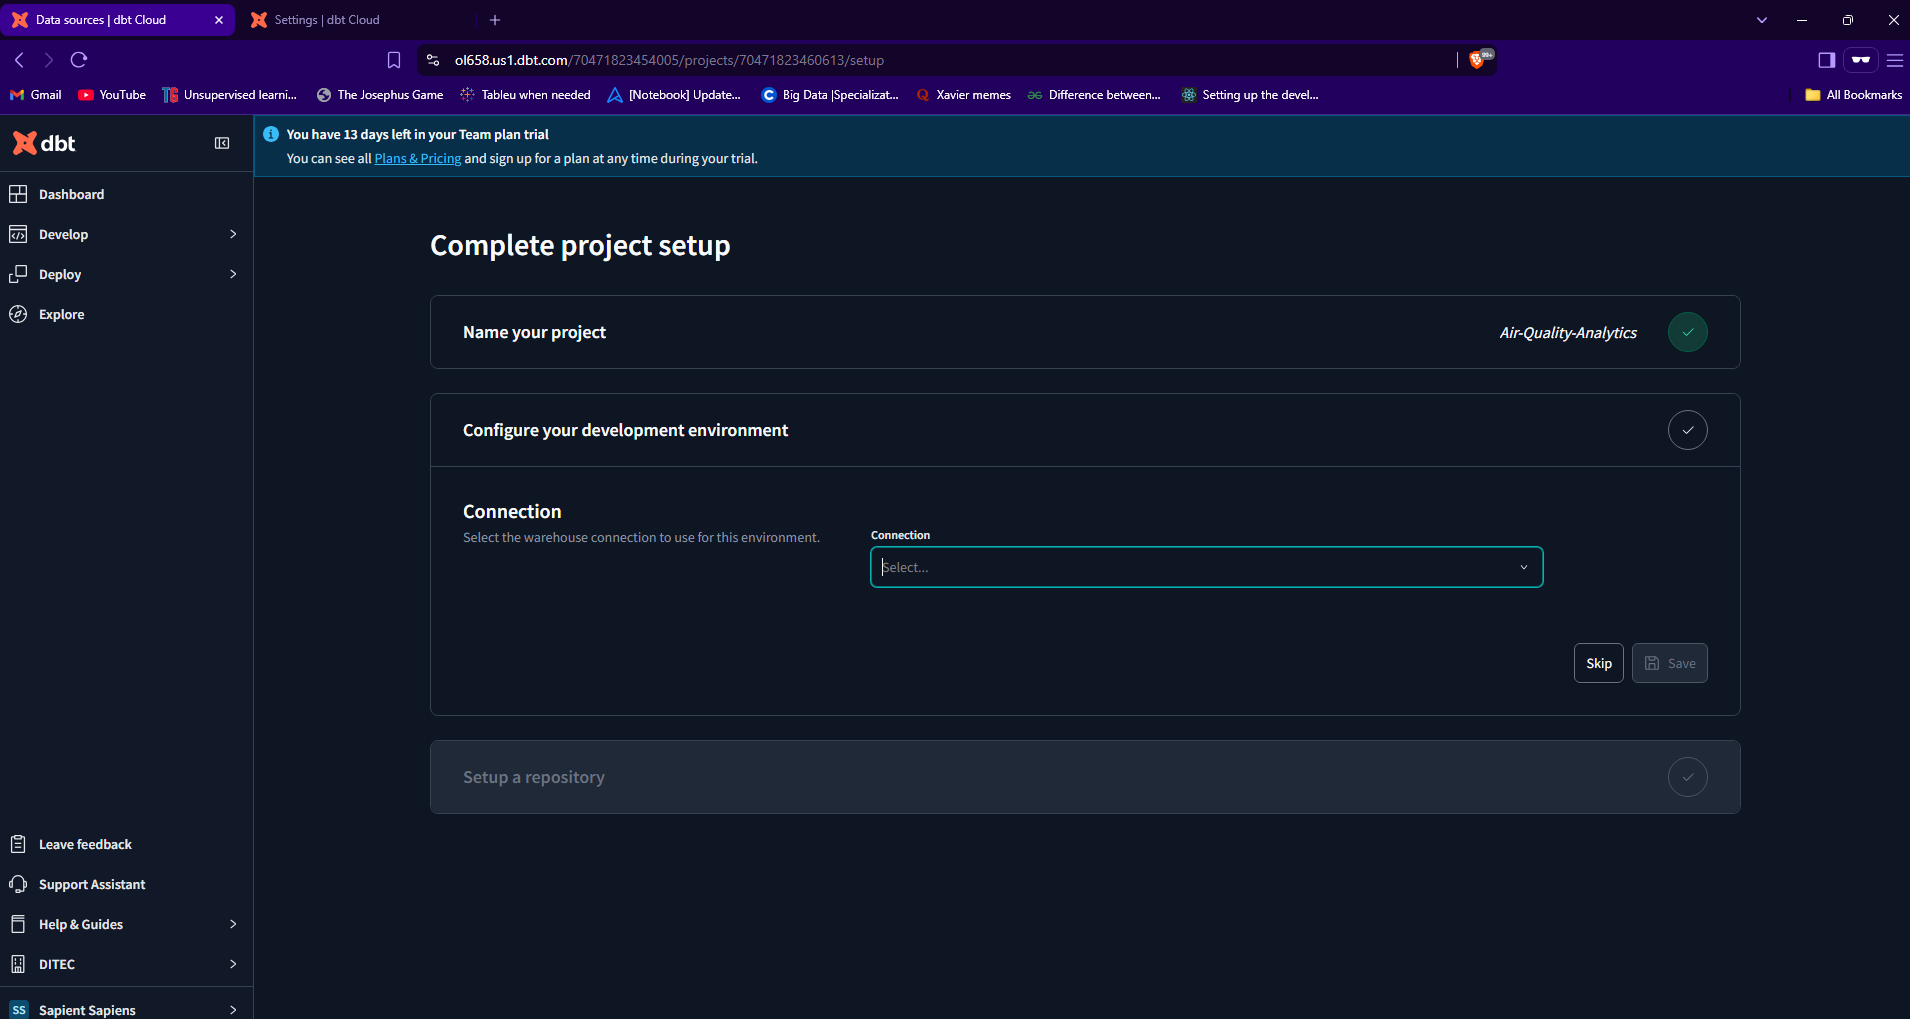 Data sources | dbt Cloud
Settings | dbt Cloud
ol658.us1.dbt.com/70471823454005/projects/70471823460613/setup
99+
Gmail
YouTube
Unsupervised learni...
The Josephus Game
Tableu when needed
[Notebook] Update...
Big Data |Specializat...
Xavier memes
Difference between...
Setting up the devel...
All Bookmarks
dbt
You have 13 days left in your Team plan trial
You can see all Plans & Pricing and sign up for a plan at any time during your trial.
Dashboard
Develop
Deploy
Explore
Complete project setup
Name your project
Air-Quality-Analytics
Configure your development environment
Connection
Select the warehouse connection to use for this environment.
Connection
Select...
Skip
Save
Setup a repository
Leave feedback
Support Assistant
Help & Guides
DITEC
SS Sapient Sapiens